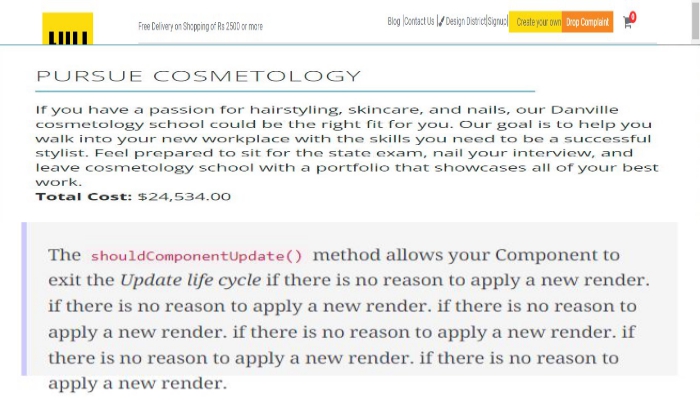 Free Delivery on Shopping of Rs 2500 or more
Blog |Contact Us | Design District|Signup| Create your own Drop Complaint 0
PURSUE COSMETOLOGY
If you have a passion for hairstyling, skincare, and nails, our Danville
cosmetology school could be the right fit for you. Our goal is to help you
walk into your new workplace with the skills you need to be a successful
stylist. Feel prepared to sit for the state exam, nail your interview, and
leave cosmetology school with a portfolio that showcases all of your best
work.
Total Cost: $24,534.00
The shouldComponentUpdate() method allows your Component to
exit the Update life cycle if there is no reason to apply a new render.
if there is no reason to apply a new render. if there is no reason to
apply a new render. if there is no reason to apply a new render. if
there is no reason to apply a new render. if there is no reason to
apply a new render.